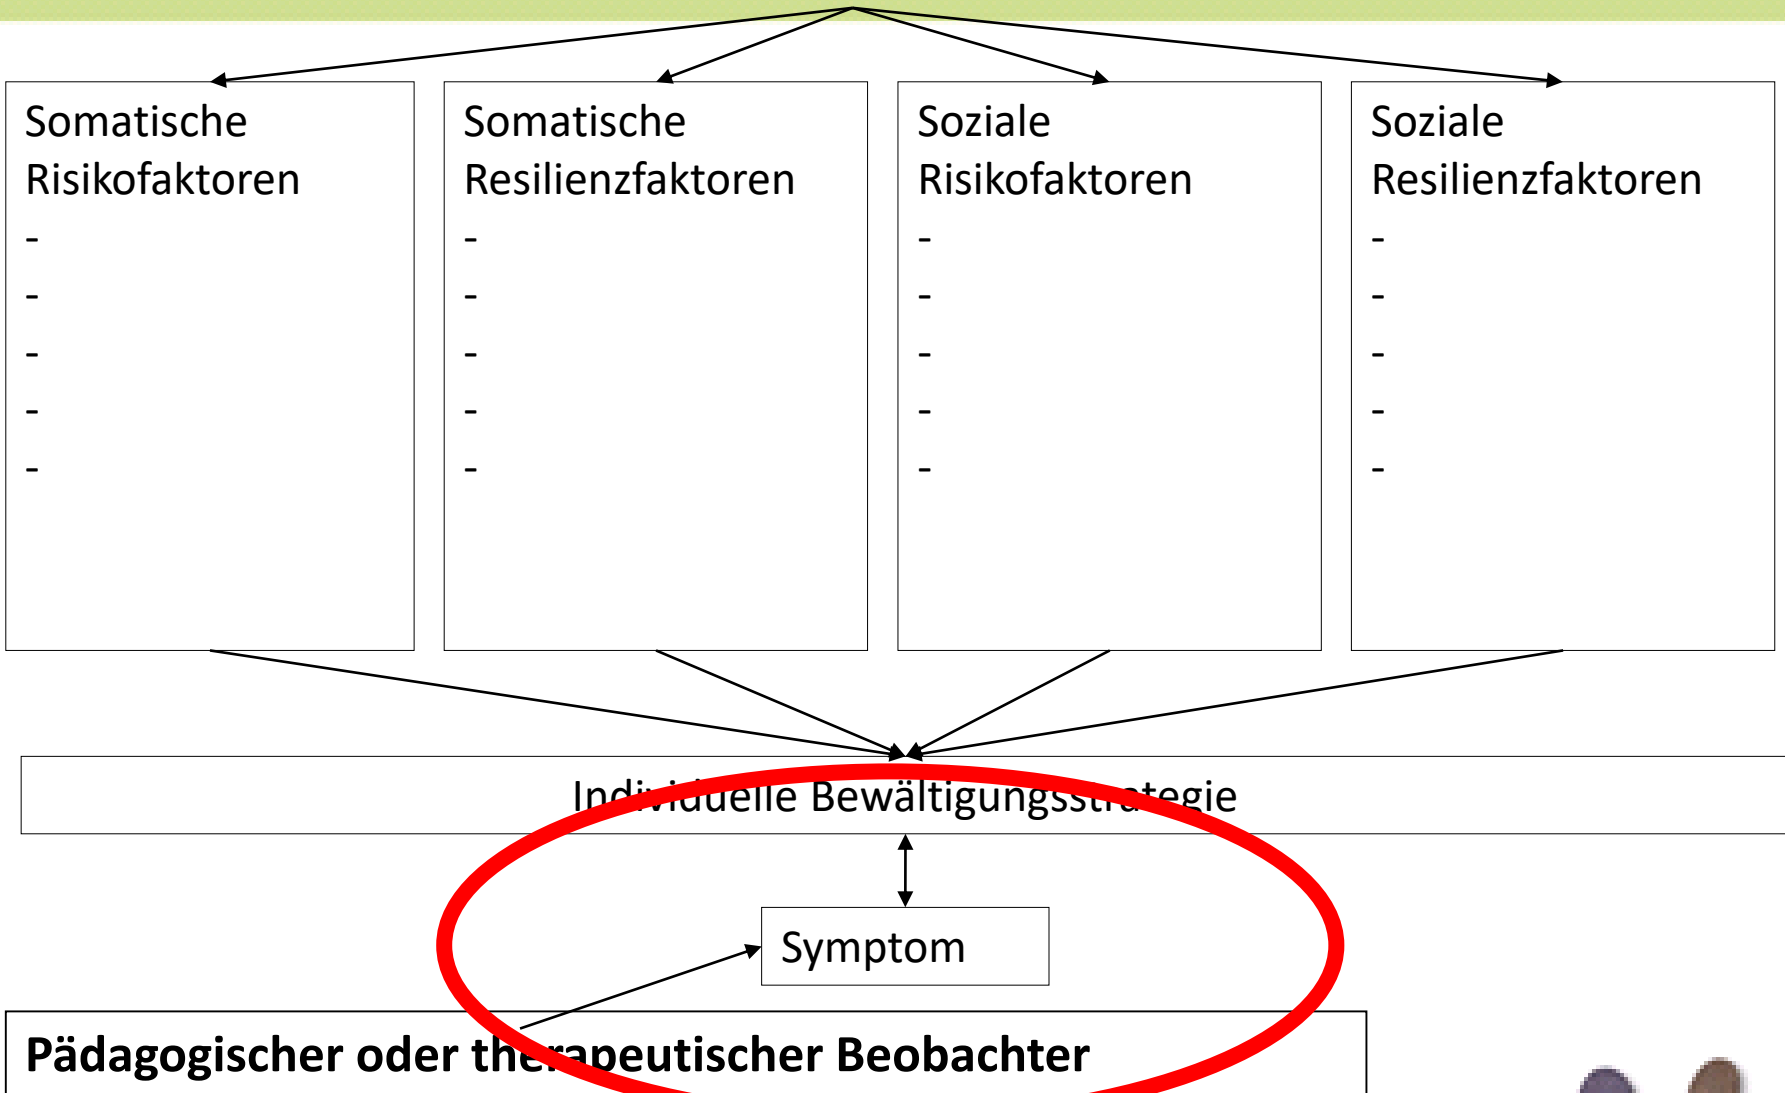 Somatische
Risikofaktoren
-
-
-
-
-
Somatische
Resilienzfaktoren
-
-
-
-
-
Soziale
Risikofaktoren
-
-
-
-
-
Soziale
Resilienzfaktoren
-
-
-
-
-
Individuelle Bewältigungsstrategie
Symptom
Pädagogischer oder therapeutischer Beobachter